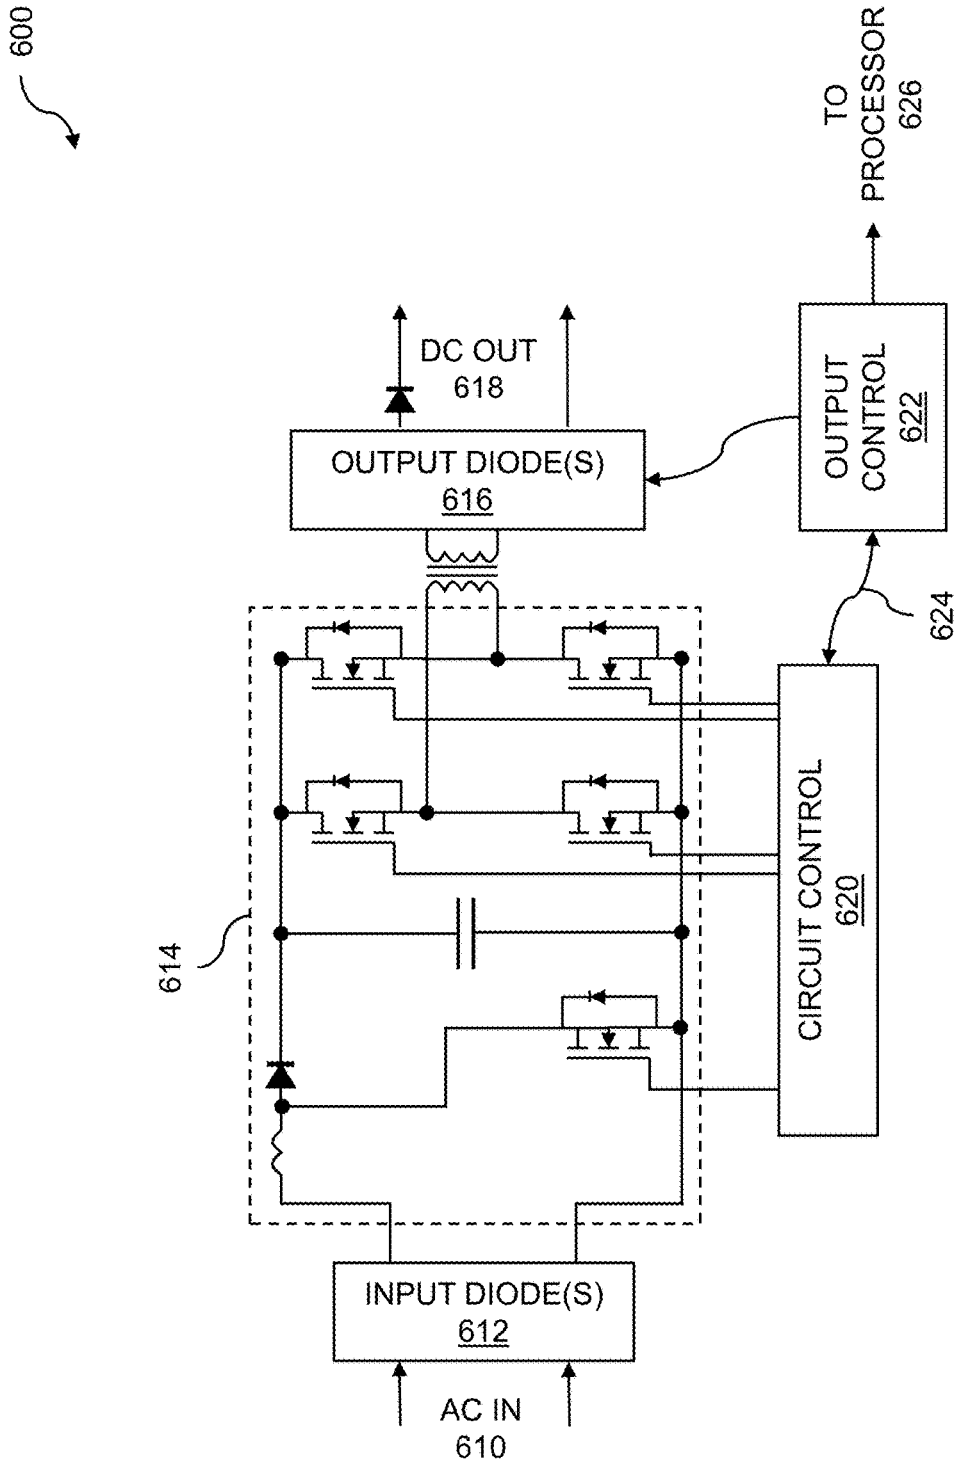 600
TO
PROCESSOR
626
DC OUT
618
OUTPUT DIODE(S)
616
OUTPUT
CONTROL
622
624
614
CIRCUIT CONTROL
620
INPUT DIODE(S)
612
AC IN
610